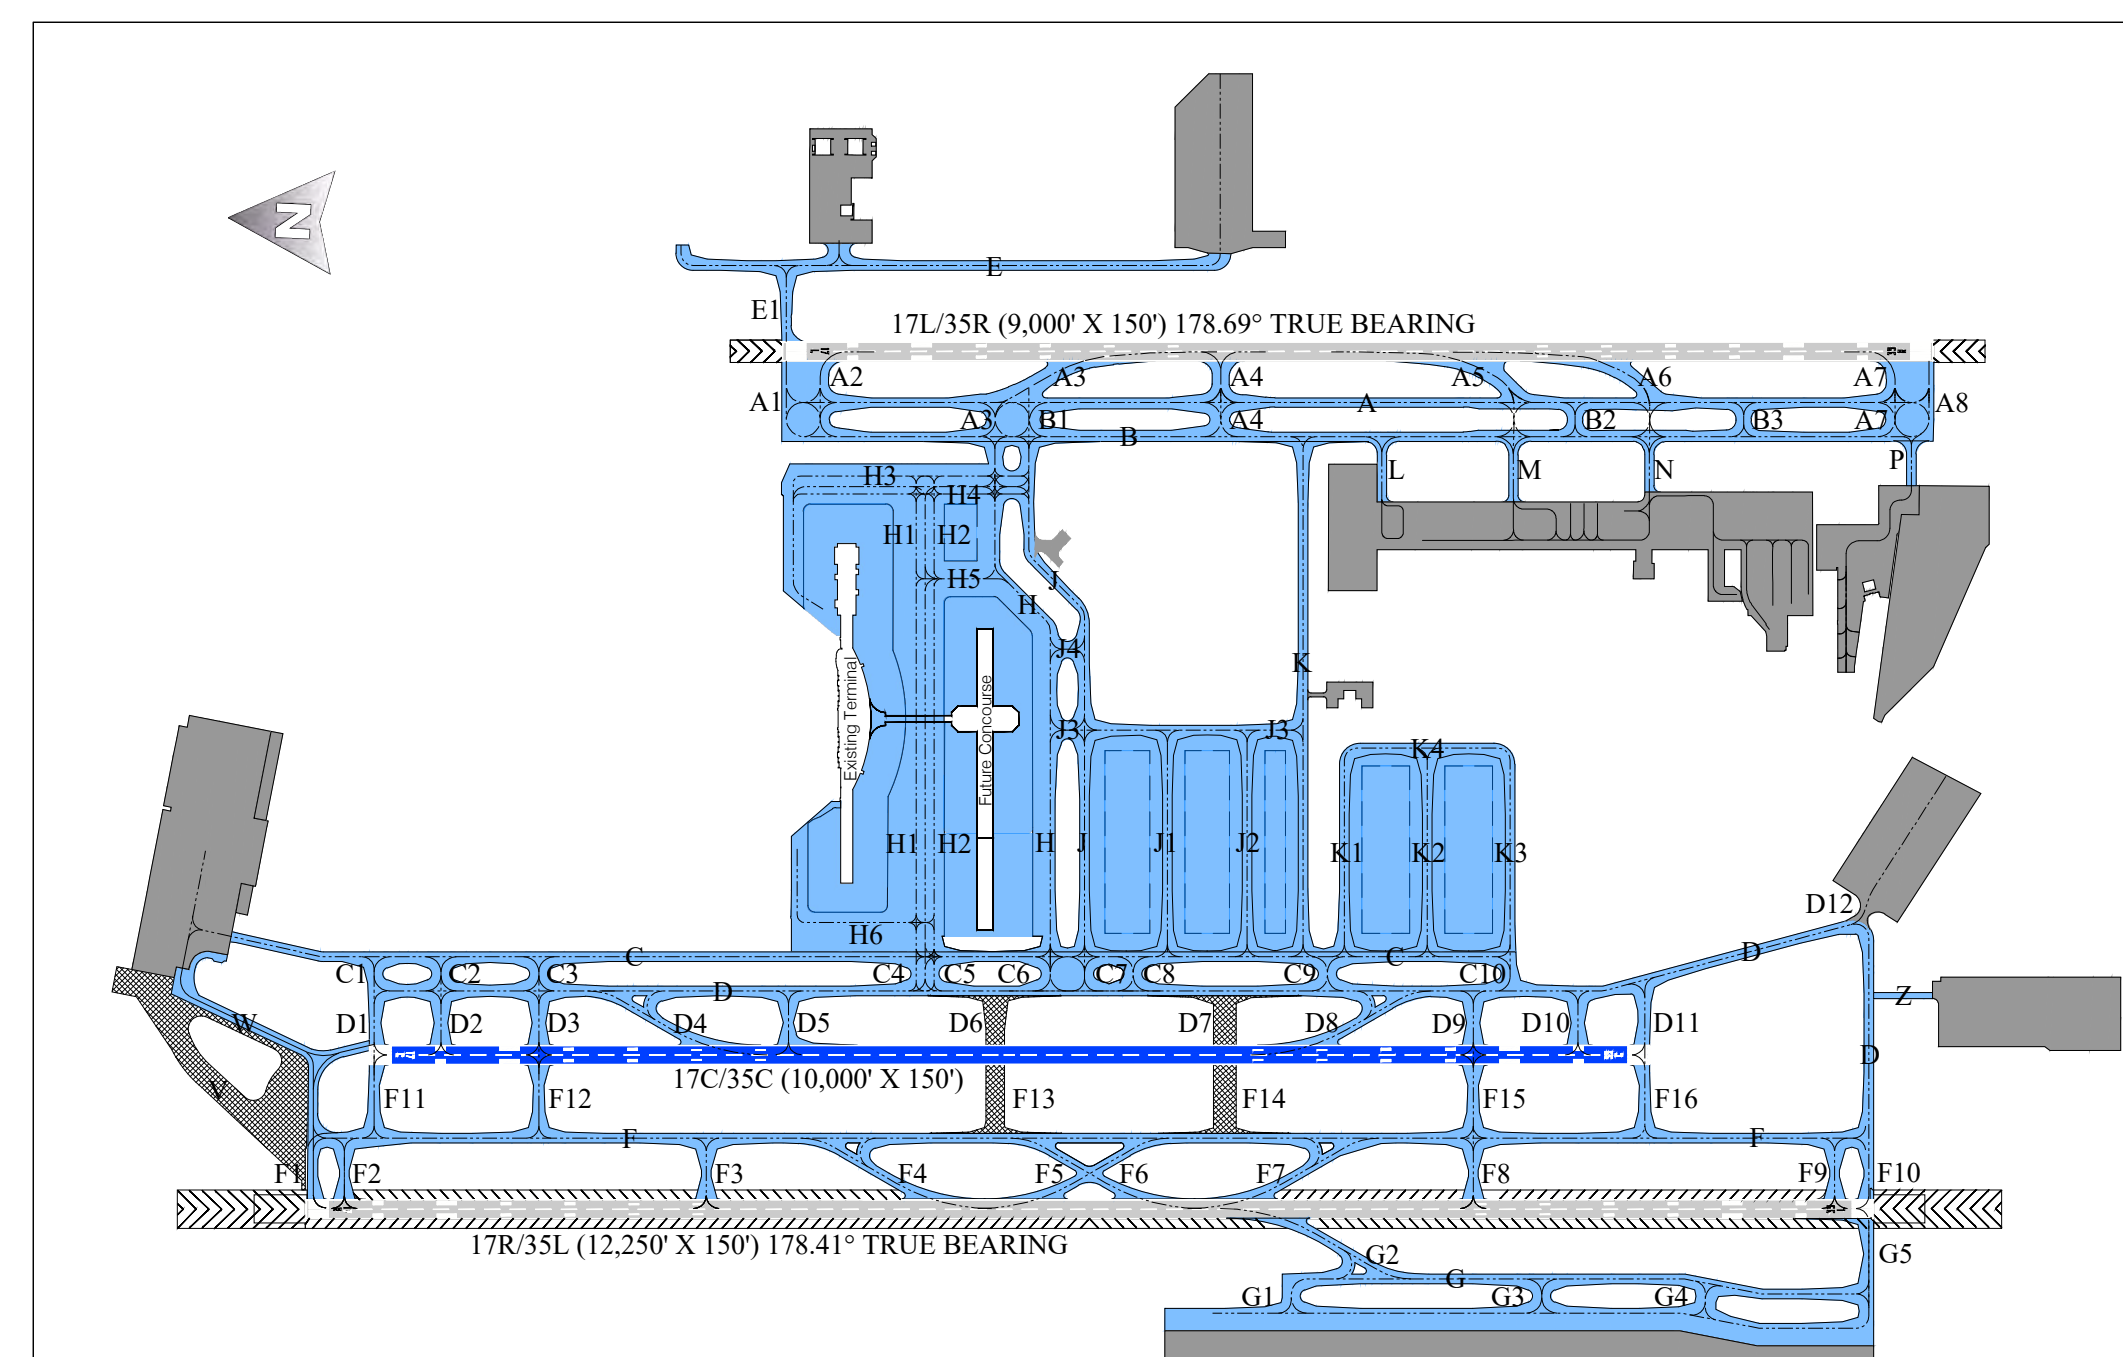 N
E
E1
17L/35R (9,000' X 150') 178.69° TRUE BEARING
A2
A3
A4
A5
A6
A7
A1
A
A8
A3
B1
A4
B2
B3
A7
B
H3
L
M
N
P
H4
H1
H2
H5
J
H
J4
K
Existing Terminal
Future Concourse
J3
J3
K4
H1
H2
H
J
J1
J2
K1
K2
K3
D12
H6
C
C
D
C1
C2
C3
C4
C5
C6
C7
C8
C9
C10
D
Z
W
D1
D2
D3
D4
D5
D6
D7
D8
D9
D10
D11
D
17C/35C (10,000' X 150')
V
F11
F12
F13
F14
F15
F16
F
F
F1
F2
F3
F4
F5
F6
F7
F8
F9
F10
17R/35L (12,250' X 150') 178.41° TRUE BEARING
G2
G5
G
G1
G3
G4